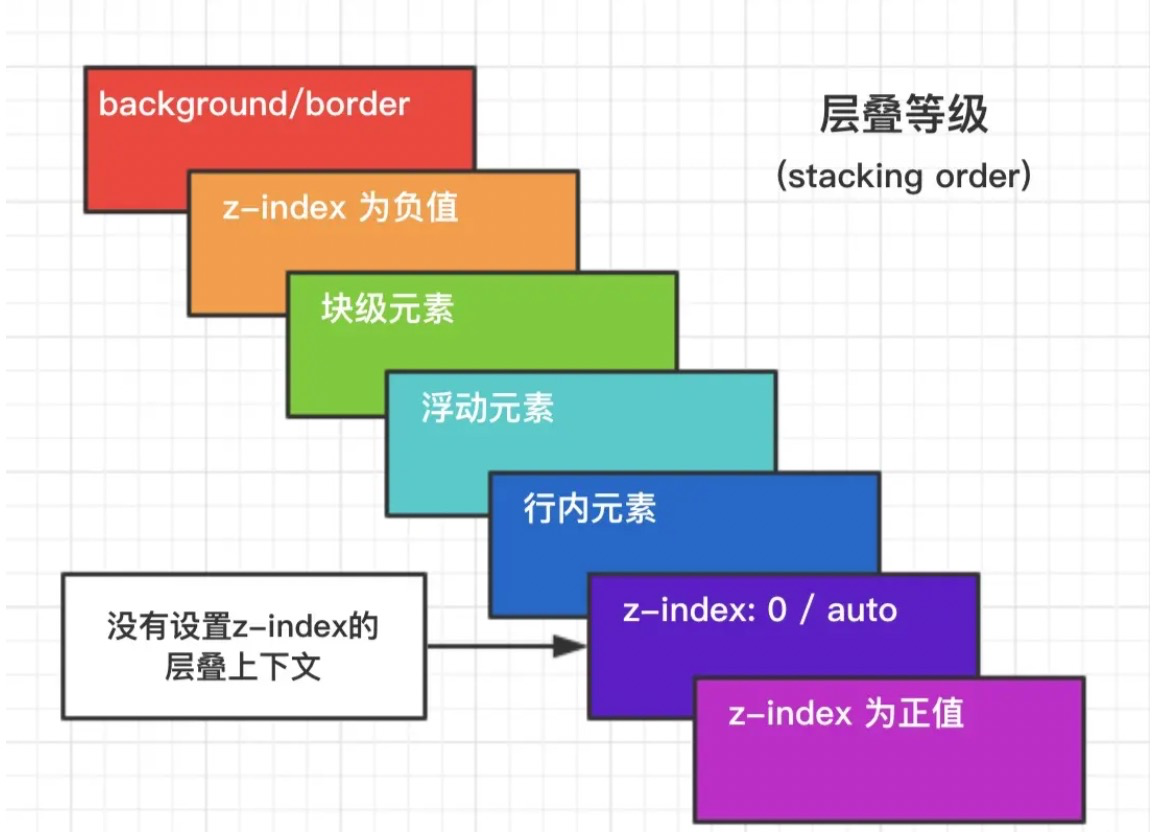 background/border
层叠等级
(stacking order)
z-index 为负值
块级元素
浮动元素
行内元素
没有设置z-index的
层叠上下文
z-index: 0 / auto
z-index 为正值